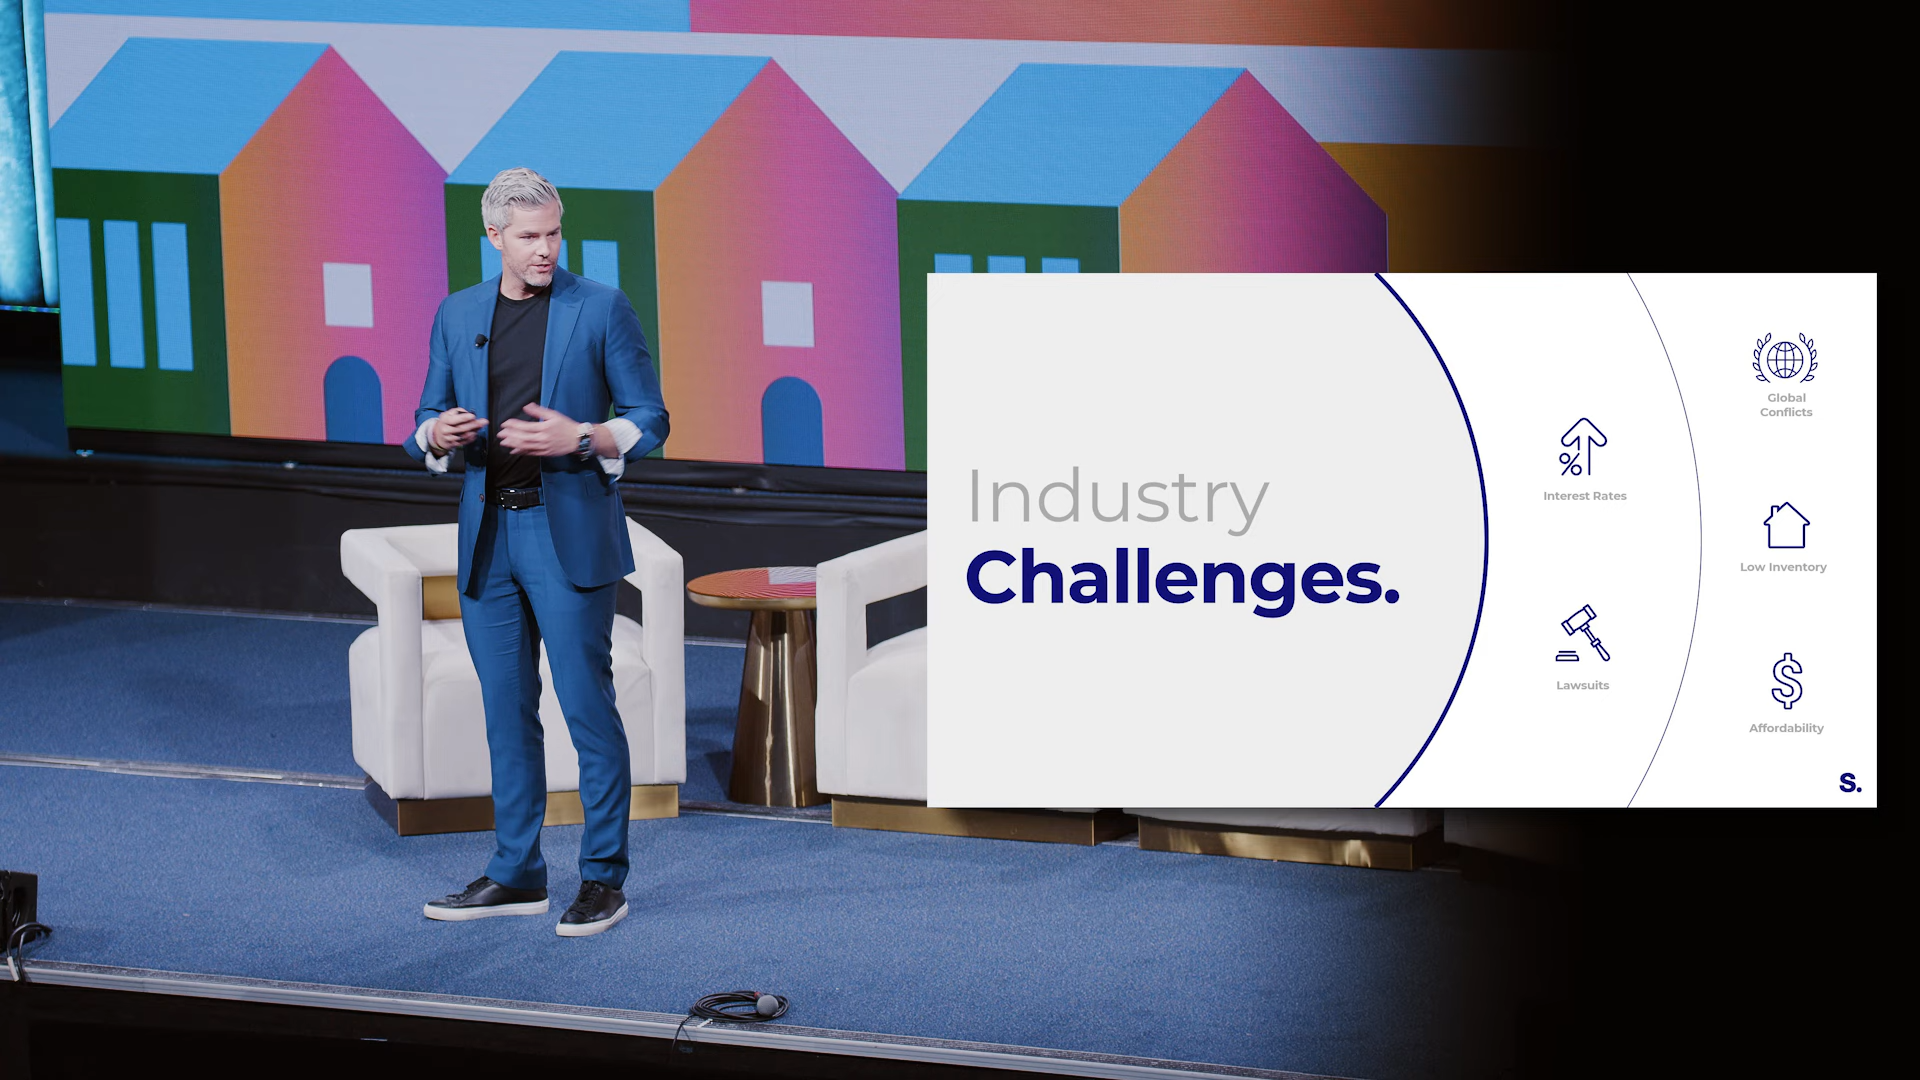 Industry
Challenges.
Interest Rates
Lawsuits
Global
Conflicts
Low Inventory
Affordability
S.